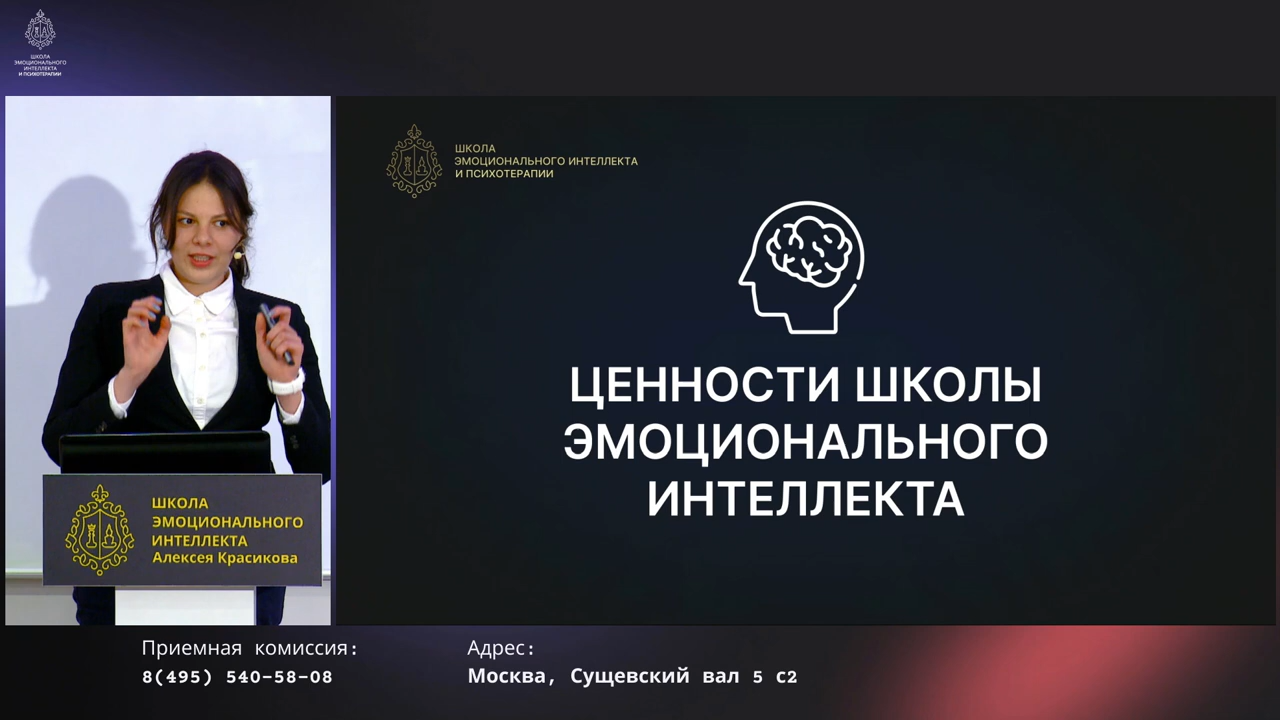 ШКОЛА
ЭМОЦИОНАЛЬНОГО
ИНТЕЛЛЕКТА
И ПСИХОТЕРАПИИ
ШКОЛА
ЭМОЦИОНАЛЬНОГО ИНТЕЛЛЕКТА
И ПСИХОТЕРАПИИ
ЦЕННОСТИ ШКОЛЫ
ЭМОЦИОНАЛЬНОГО
ИНТЕЛЛЕКТА
ШКОЛА
ЭМОЦИОНАЛЬНОГО
ИНТЕЛЛЕКТА
Алексея Красикова
Приемная комиссия:
8(495) 540-58-08
Адрес:
Москва, Сущевский вал 5 с2